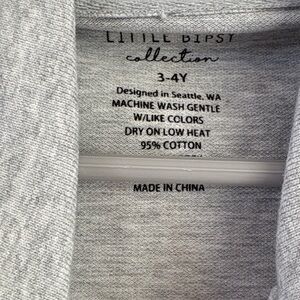 LITTLE BIPSY
collection
3-4Y
Designed in Seattle, WA
MACHINE WASH GENTLE
W/LIKE COLORS
DRY ON LOW HEAT
95% COTTON
MADE IN CHINA